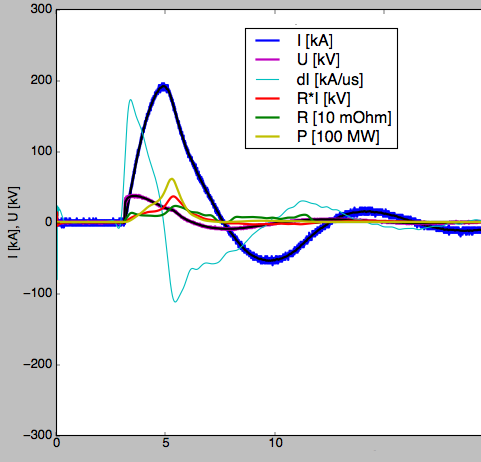 300
200
100
0
−100
−200
−300
I [kA], U [kV]
I [kA]
U [kV]
dI [kA/us]
R*I [kV]
R [10 mOhm]
P [100 MW]
0 5 10